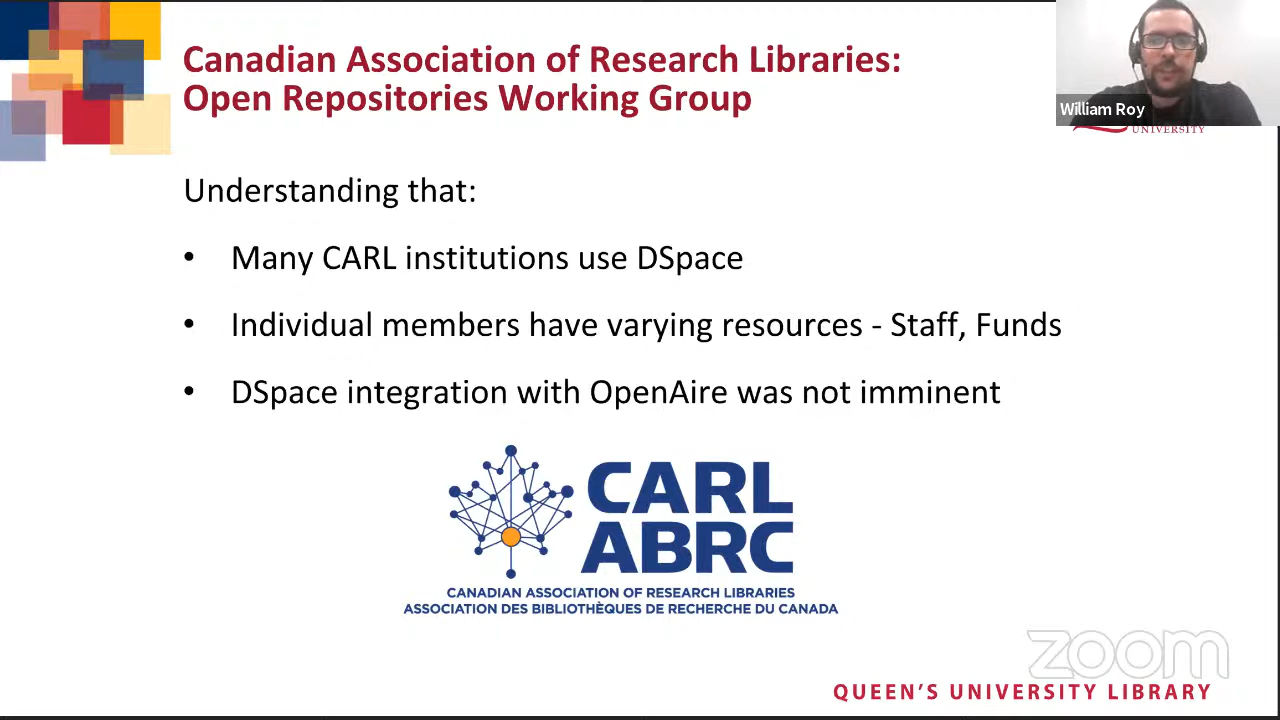 Canadian Association of Research Libraries:
Open Repositories Working Group
William Roy
UNIVERSITY
Understanding that:
• Many CARL institutions use DSpace
• Individual members have varying resources - Staff, Funds
• DSpace integration with OpenAire was not imminent
CARL
ABRC
CANADIAN ASSOCIATION OF RESEARCH LIBRARIES
ASSOCIATION DES BIBLIOTHÈQUES DE RECHERCHE DU CANADA
zoom
QUEEN'S UNIVERSITY LIBRARY